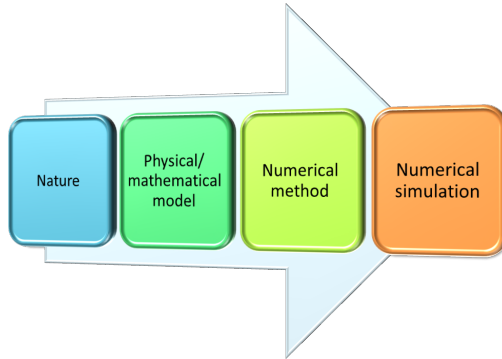 Nature
Physical/
mathematical
model
Numerical
method
Numerical
simulation